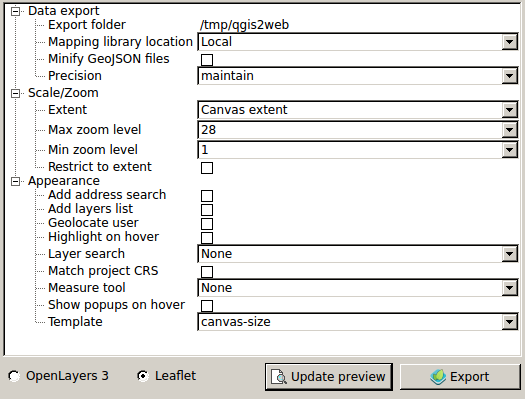 Data export
Export folder /tmp/qgis2web
Mapping library location Local
Minify GeoJSON files
Precision maintain
Scale/Zoom
Extent Canvas extent
Max zoom level 28
Min zoom level 1
Restrict to extent
Appearance
Add address search
Add layers list
Geolocate user
Highlight on hover
Layer search None
Match project CRS
Measure tool None
Show popups on hover
Template canvas-size
OpenLayers 3 Leaflet Update preview Export